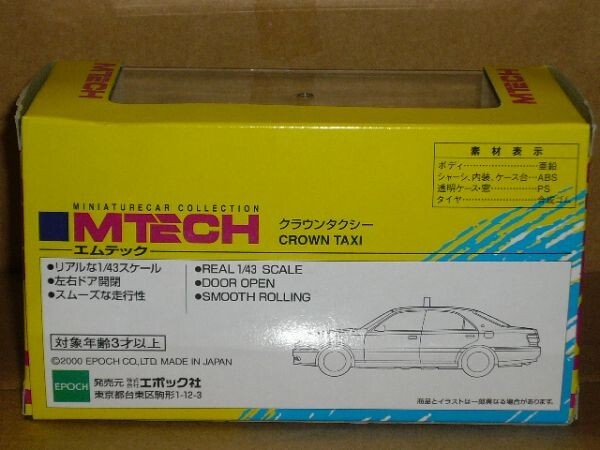 MTECH
MTECH
素材表示
ボディ……………亜鉛
シャーシ、内装、ケース台…ABS
透明ケース・窓……………PS
タイヤ……………合成ゴム
MINIATURECAR COLLECTION
MTECH
エムテック
クラウンタクシー
CROWN TAXI
●リアルな1/43スケール
●左右ドア開閉
●スムーズな走行性
●REAL 1/43 SCALE
●DOOR OPEN
●SMOOTH ROLLING
対象年齢3才以上
©2000 EPOCH CO.,LTD. MADE IN JAPAN
EPOCH
発売元 株式会社 エポック社
東京都台東区駒形1-12-3
商品とイラストは一部異なる場合があります。